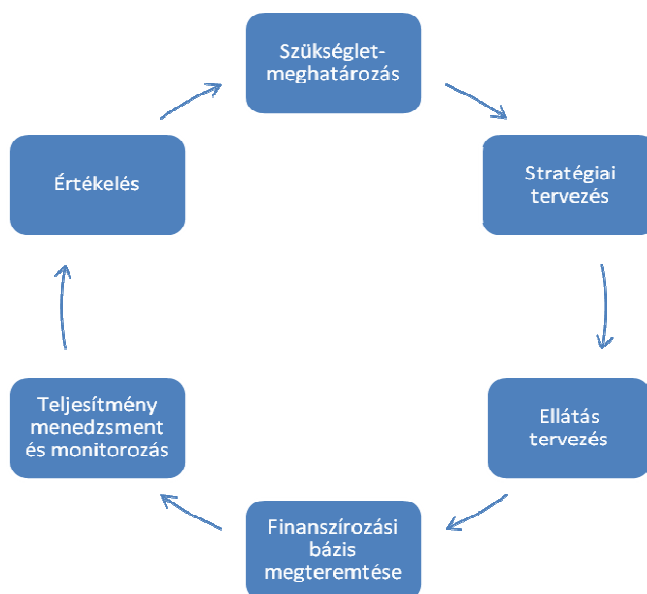 Szükséglet-
meghatározás
Stratégiai
tervezés
Ellátás
tervezés
Finanszírozási
bázis
megteremtése
Teljesítmény
menedzsment
és monitorozás
Értékelés